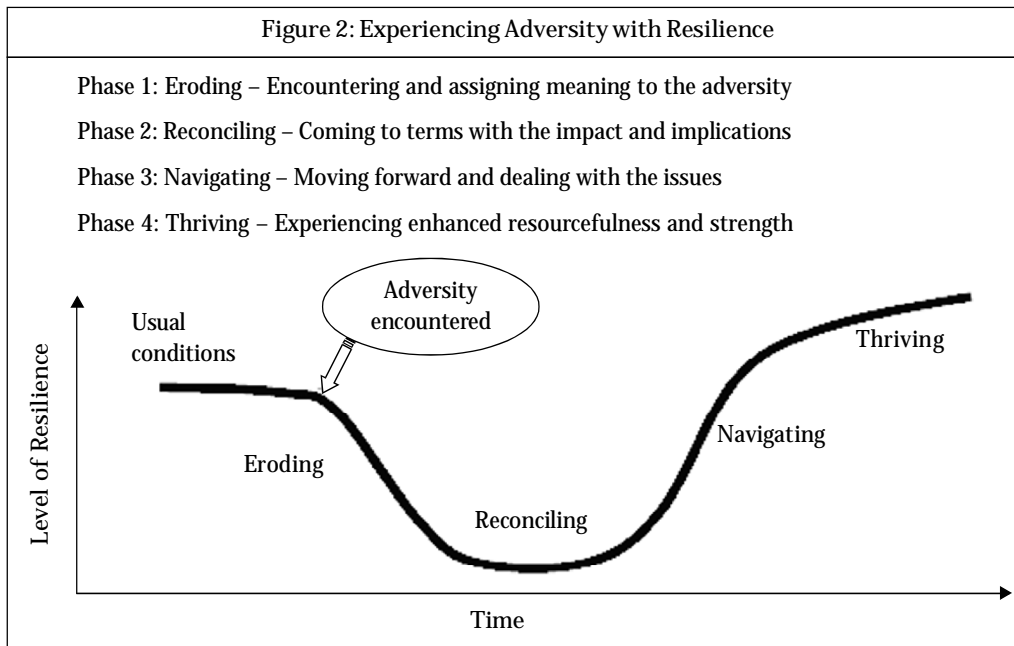 Figure 2: Experiencing Adversity with Resilience
Phase 1: Eroding – Encountering and assigning meaning to the adversity
Phase 2: Reconciling – Coming to terms with the impact and implications
Phase 3: Navigating – Moving forward and dealing with the issues
Phase 4: Thriving – Experiencing enhanced resourcefulness and strength
Adversity
encountered
Usual
conditions
Thriving
Navigating
Eroding
Reconciling
Level of Resilience
Time